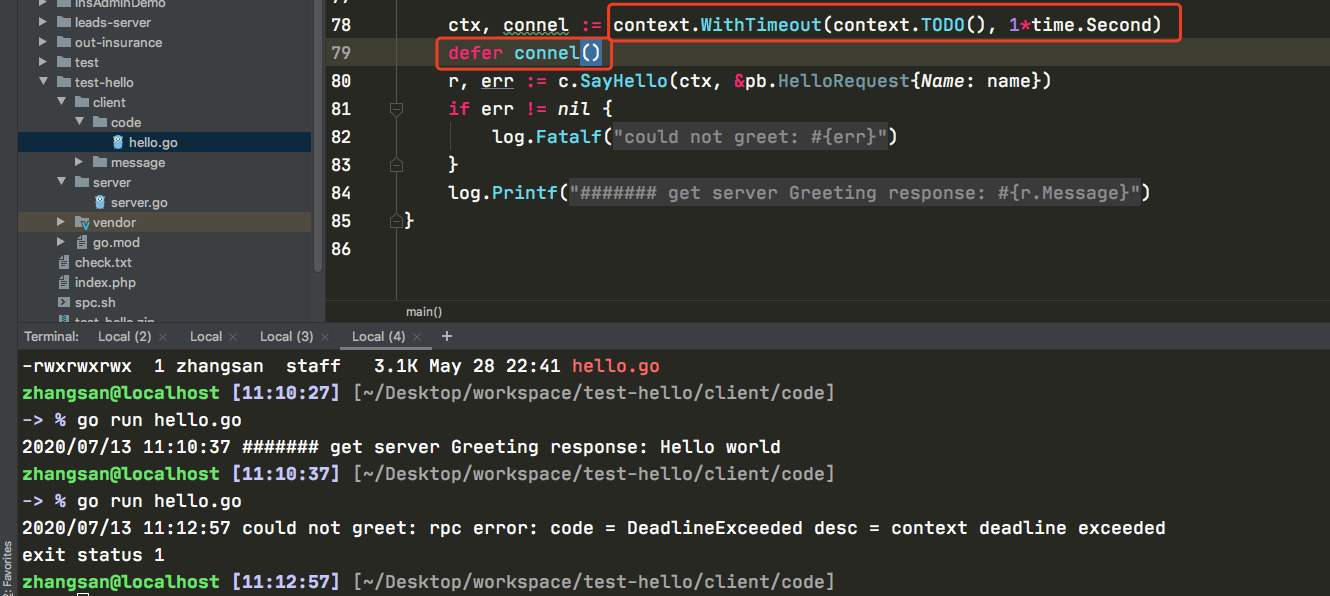 insAdminDemo
leads-server
out-insurance
test
test-hello
client
code
hello.go
message
server
server.go
vendor
go.mod
check.txt
index.php
spc.sh
test-hello.zip
78 ctx, connel := context.WithTimeout(context.TODO(), 1*time.Second)
79 defer connel()
80 r, err := c.SayHello(ctx, &pb.HelloRequest{Name: name})
81 if err != nil {
82 log.Fatalf("could not greet: #{err}")
83 }
84 log.Printf("####### get server Greeting response: #{r.Message}")
85 }
86
main()
Terminal: Local (2) × Local × Local (3) × Local (4) × +
-rwxrwxrwx 1 zhangsan staff 3.1K May 28 22:41 hello.go
zhangsan@localhost [11:10:27] [~/Desktop/workspace/test-hello/client/code]
-> % go run hello.go
2020/07/13 11:10:37 ####### get server Greeting response: Hello world
zhangsan@localhost [11:10:37] [~/Desktop/workspace/test-hello/client/code]
-> % go run hello.go
2020/07/13 11:12:57 could not greet: rpc error: code = DeadlineExceeded desc = context deadline exceeded
exit status 1
zhangsan@localhost [11:12:57] [~/Desktop/workspace/test-hello/client/code]
2: Favorites